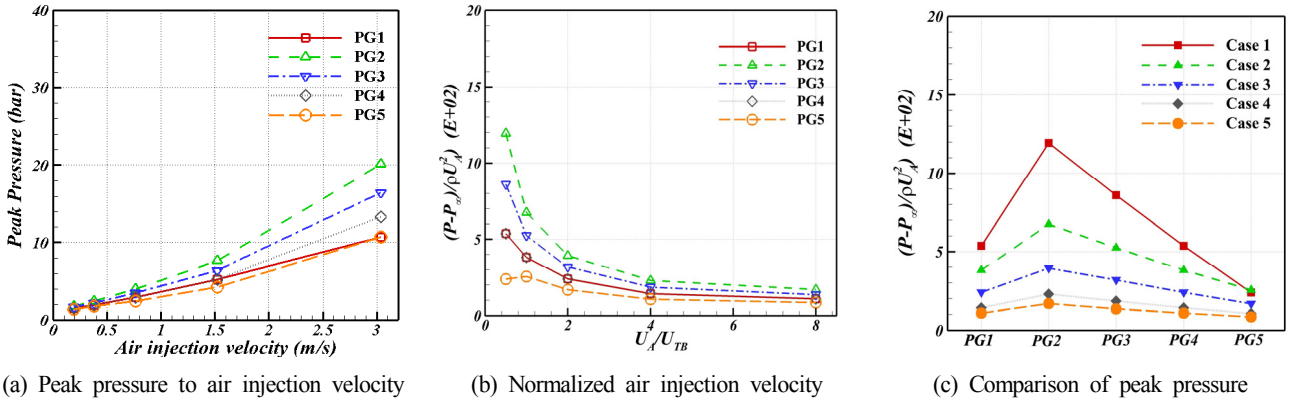 40
30
20
10
0
0
0.5
1
1.5
2
2.5
3
Peak Pressure (bar)
Air injection velocity (m/s)
PG1
PG2
PG3
PG4
PG5
(a) Peak pressure to air injection velocity
20
15
10
5
0
0
2
4
6
8
(P-P∞)/ρU²A) (E+02)
U*A/UTB
PG1
PG2
PG3
PG4
PG5
(b) Normalized air injection velocity
20
15
10
5
0
PG1
PG2
PG3
PG4
PG5
(P-P∞)/ρU²A) (E+02)
Case 1
Case 2
Case 3
Case 4
Case 5
(c) Comparison of peak pressure